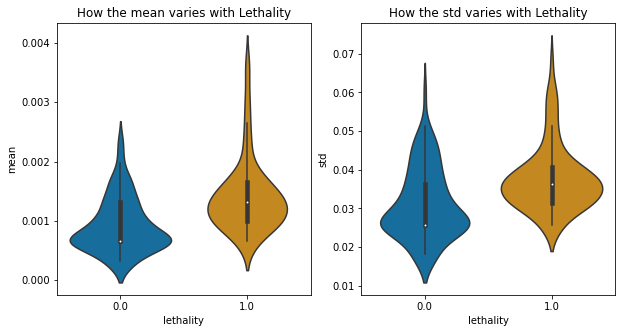 How the mean varies with Lethality
mean
0.004
0.003
0.002
0.001
0.000
0.0
1.0
lethality
How the std varies with Lethality
std
0.07
0.06
0.05
0.04
0.03
0.02
0.01
0.0
1.0
lethality